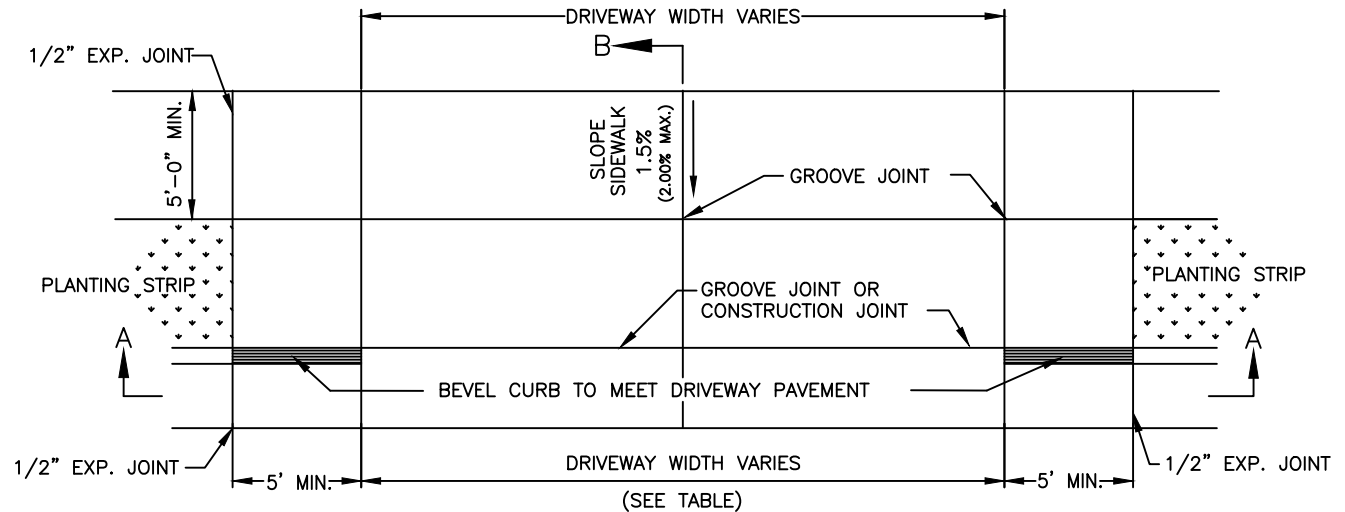 DRIVEWAY WIDTH VARIES
B
1/2" EXP. JOINT
5'-0" MIN.
SLOPE
SIDEWALK
1.5%
(2.00% MAX.)
GROOVE JOINT
PLANTING STRIP
GROOVE JOINT OR
CONSTRUCTION JOINT
PLANTING STRIP
A
A
BEVEL CURB TO MEET DRIVEWAY PAVEMENT
1/2" EXP. JOINT
5' MIN.
DRIVEWAY WIDTH VARIES
(SEE TABLE)
5' MIN.
1/2" EXP. JOINT